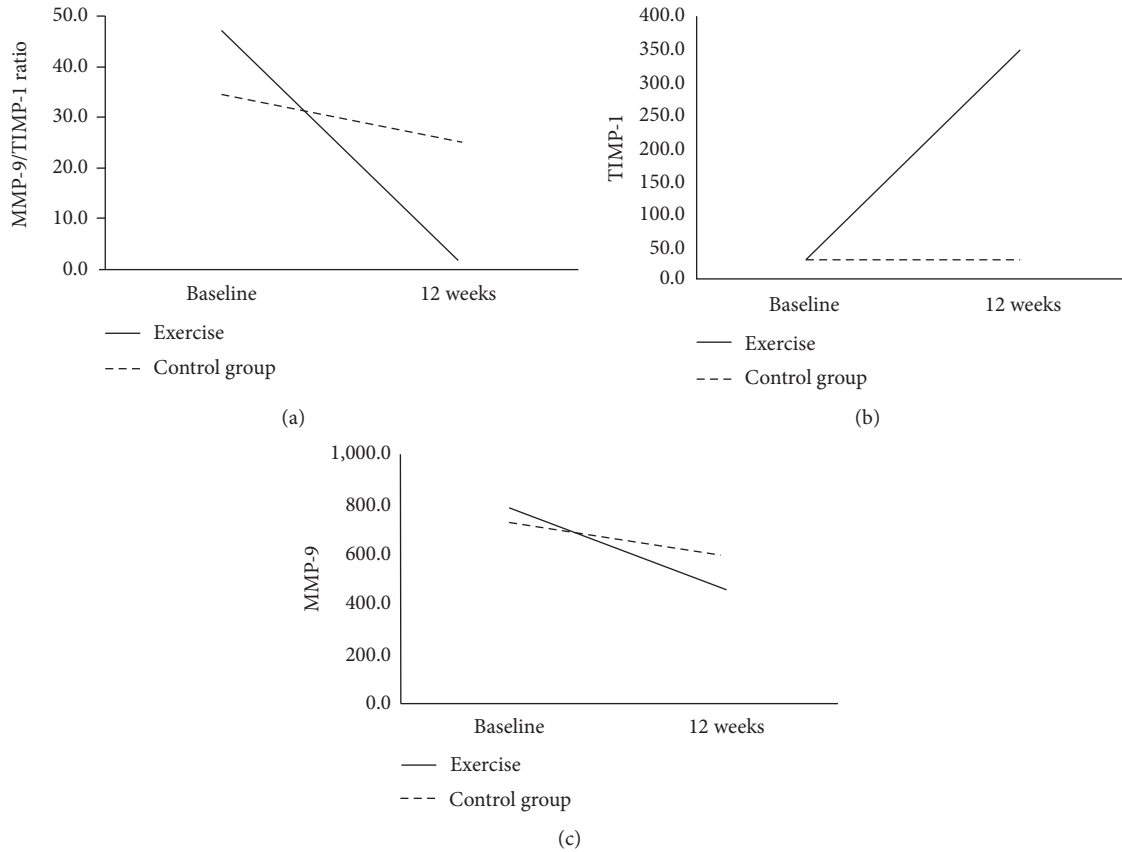 MMP-9/TIMP-1 ratio
50.0
40.0
30.0
20.0
10.0
0.0
Baseline
12 weeks
Exercise
Control group
(a)
TIMP-1
400.0
350.0
300.0
250.0
200.0
150.0
100.0
50.0
0.0
Baseline
12 weeks
Exercise
Control group
(b)
MMP-9
1,000.0
800.0
600.0
400.0
200.0
0.0
Baseline
12 weeks
Exercise
Control group
(c)